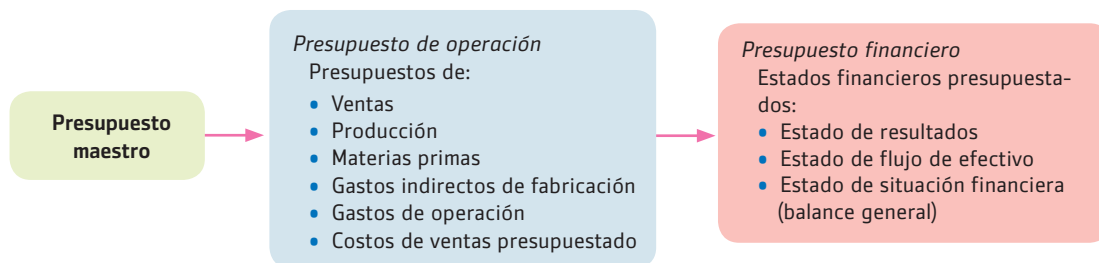 Presupuesto
maestro
Presupuesto de operación
Presupuestos de:
• Ventas
• Producción
• Materias primas
• Gastos indirectos de fabricación
• Gastos de operación
• Costos de ventas presupuestado
Presupuesto financiero
Estados financieros presupuesta-
dos:
• Estado de resultados
• Estado de flujo de efectivo
• Estado de situación financiera
(balance general)